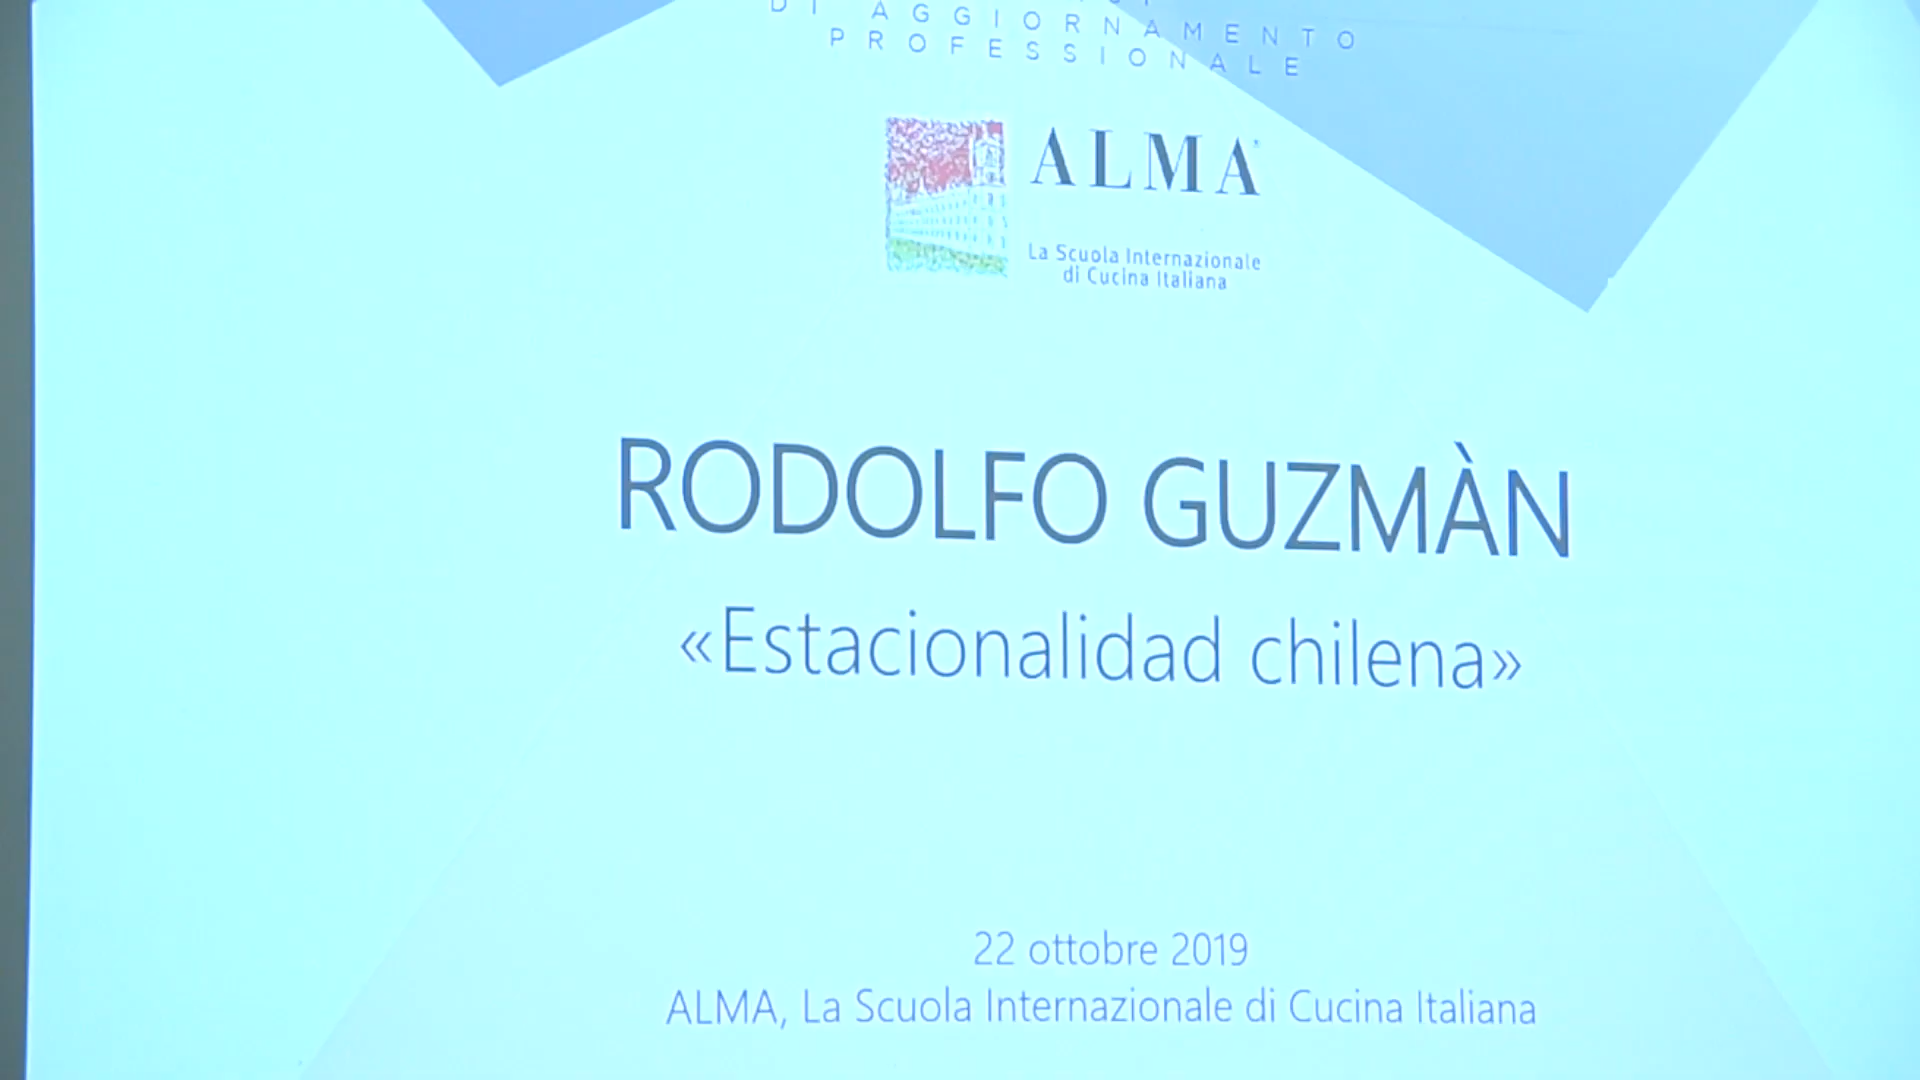 DI AGGIORNAMENTO
PROFESSIONALE
ALMA
La Scuola Internazionale
di Cucina Italiana
RODOLFO GUZMÀN
«Estacionalidad chilena»
22 ottobre 2019
ALMA, La Scuola Internazionale di Cucina Italiana